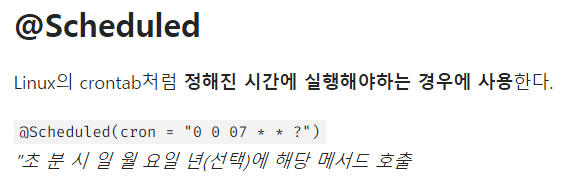 @Scheduled
Linux의 crontab처럼 정해진 시간에 실행해야하는 경우에 사용한다.
@Scheduled(cron = "0 0 07 * * ?")
"초 분 시 일 월 요일 년(선택)에 해당 메서드 호출